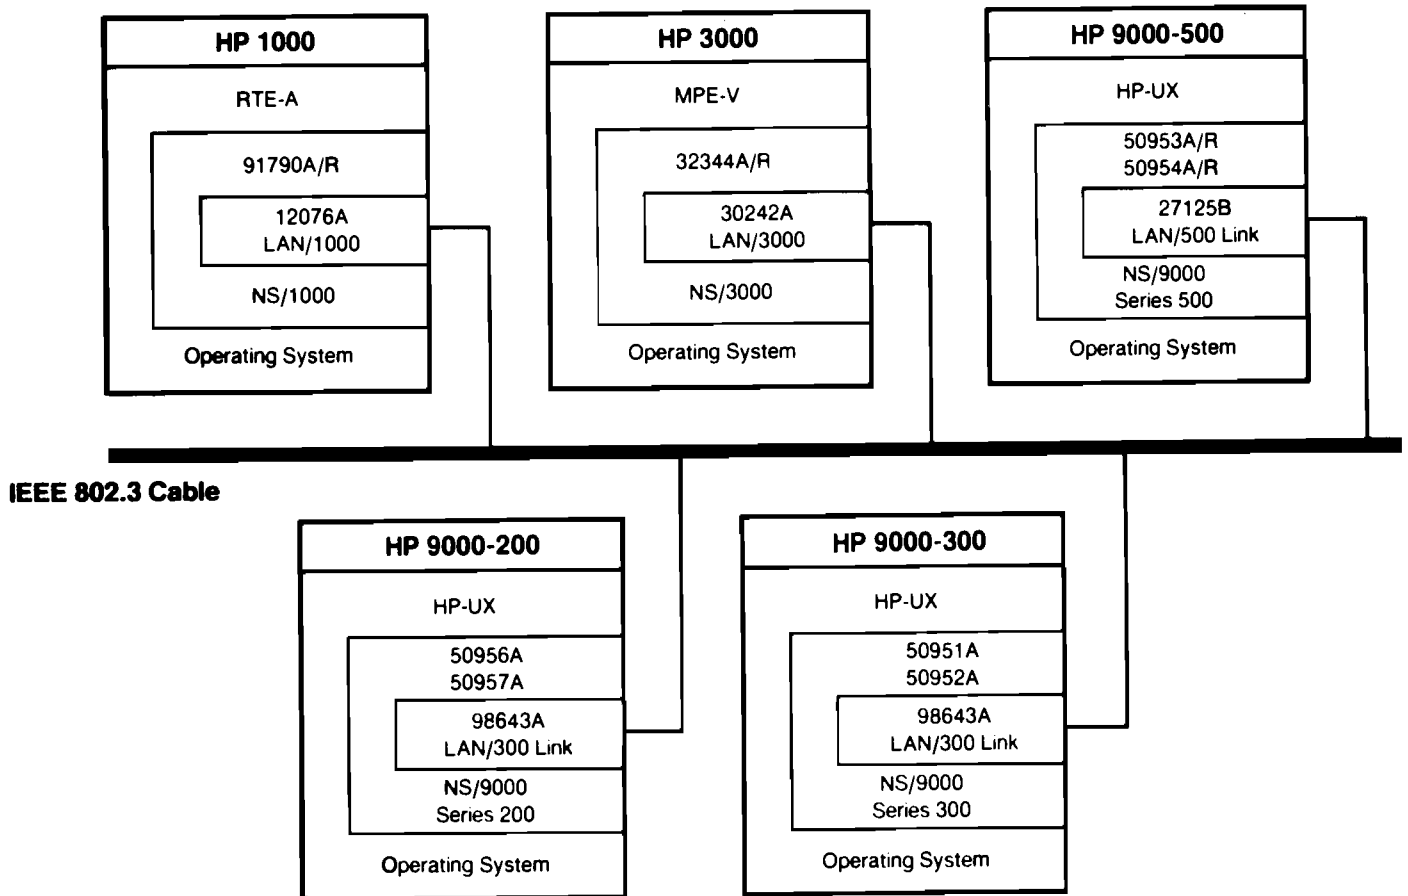 HP 1000
RTE-A
91790A/R
12076A
LAN/1000
NS/1000
Operating System
HP 3000
MPE-V
32344A/R
30242A
LAN/3000
NS/3000
Operating System
HP 9000-500
HP-UX
50953A/R
50954A/R
27125B
LAN/500 Link
NS/9000
Series 500
Operating System
IEEE 802.3 Cable
HP 9000-200
HP-UX
50956A
50957A
98643A
LAN/300 Link
NS/9000
Series 200
Operating System
HP 9000-300
HP-UX
50951A
50952A
98643A
LAN/300 Link
NS/9000
Series 300
Operating System